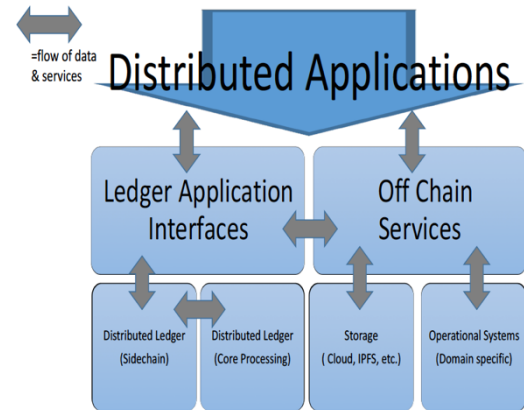 =flow of data
& services
Distributed Applications
Ledger Application
Interfaces
Off Chain
Services
Distributed Ledger
(Sidechain)
Distributed Ledger
(Core Processing)
Storage
( Cloud, IPFS, etc.)
Operational Systems
(Domain specific)